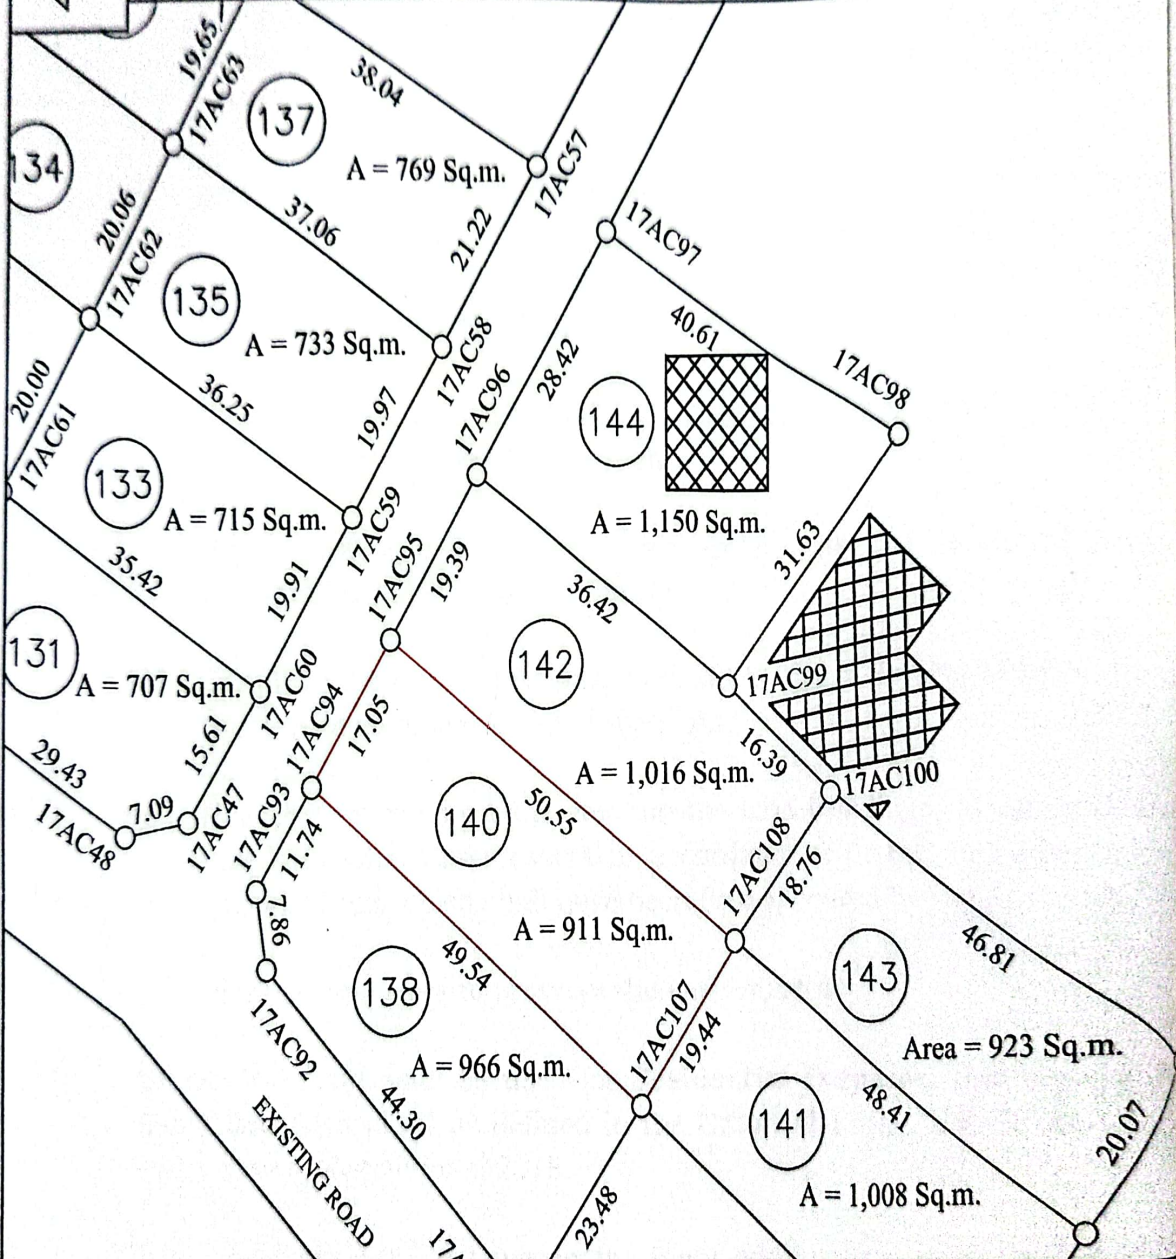 19.65
17AC63
137
38.04
A = 769 Sq.m.
17AC57
134
20.06
17AC62
37.06
21.22
17AC97
135
A = 733 Sq.m.
17AC58
40.61
17AC98
20.00
17AC61
36.25
19.97
17AC96
28.42
144
A = 1,150 Sq.m.
133
A = 715 Sq.m.
17AC59
17AC95
19.39
31.63
35.42
19.91
36.42
131
A = 707 Sq.m.
17AC60
142
17AC99
17AC94
17.05
15.61
29.43
7.09
17AC48
17AC47
17AC93
11.74
A = 1,016 Sq.m.
16.39
17AC100
140
50.55
17AC108
18.76
7.86
A = 911 Sq.m.
49.54
46.81
138
143
17AC92
A = 966 Sq.m.
17AC107
19.44
Area = 923 Sq.m.
44.30
EXISTING ROAD
48.41
141
20.07
A = 1,008 Sq.m.
23.48
17A